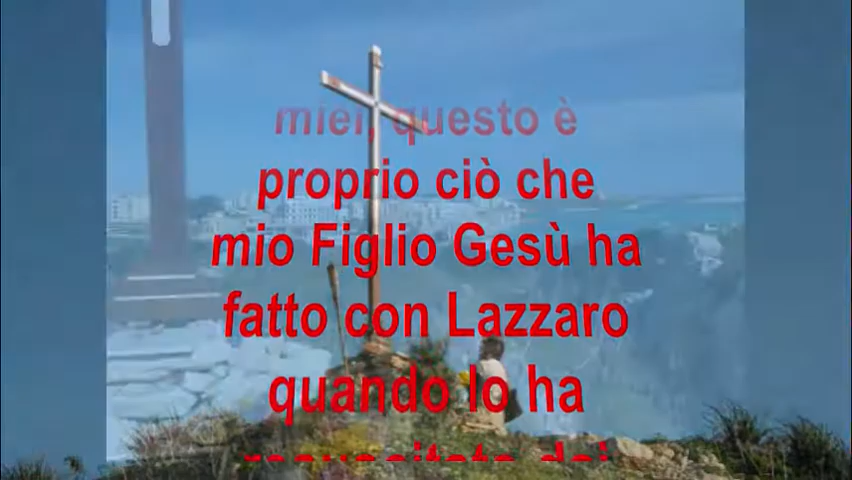 miei, questo è
proprio ciò che
mio Figlio Gesù ha
fatto con Lazzaro
quando lo ha